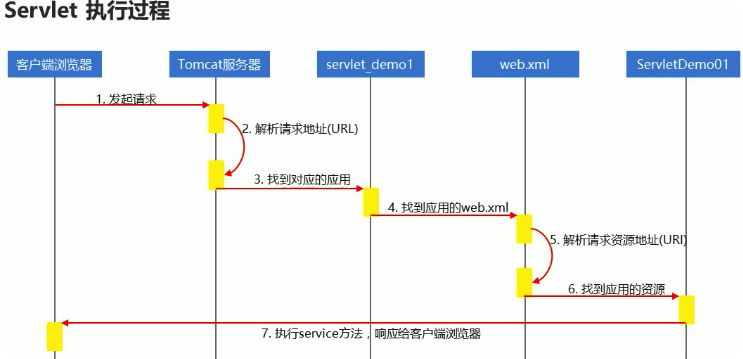 Servlet 执行过程
客户端浏览器
Tomcat服务器
servlet_demo1
web.xml
ServletDemo01
1. 发起请求
2. 解析请求地址(URL)
3. 找到对应的应用
4. 找到应用的web.xml
5. 解析请求资源地址(URI)
6. 找到应用的资源
7. 执行service方法，响应给客户端浏览器